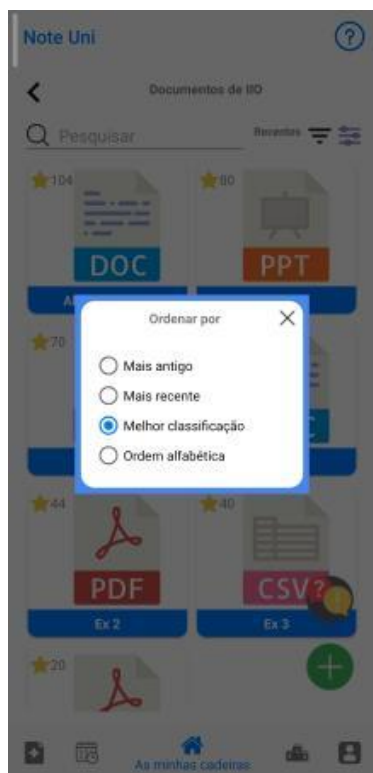 Note Uni
?
Documentos de IIO
Pesquisar
Recentes
104
80
DOC
PPT
Ordenar por
Mais antigo
Mais recente
Melhor classificação
Ordem alfabética
70
44
40
PDF
CSV
?
!
Ex 2
Ex 3
20
+
As minhas cadeiras